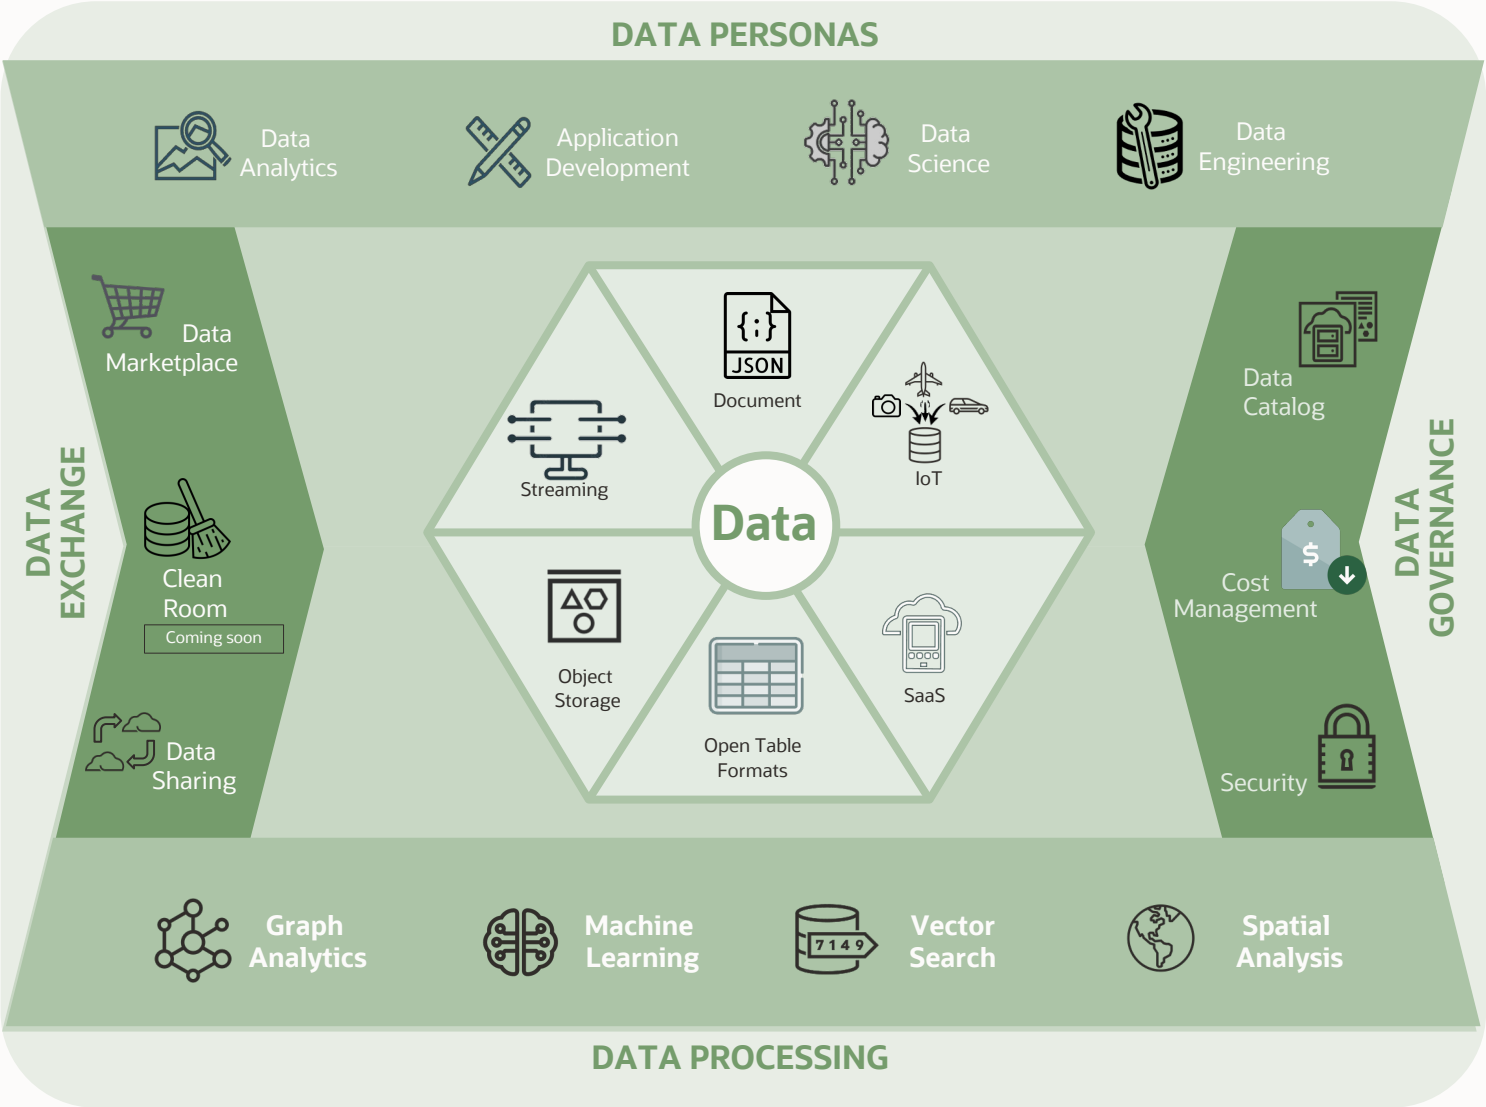 DATA PERSONAS
Data
Analytics
Application
Development
Data
Science
Data
Engineering
DATA
EXCHANGE
Data
Marketplace
Clean
Room
Coming soon
Data
Sharing
{;}
JSON
Document
Streaming
IoT
Data
Object
Storage
Open Table
Formats
SaaS
Data
Catalog
$
Cost
Management
Security
DATA
GOVERNANCE
Graph
Analytics
Machine
Learning
7149
Vector
Search
Spatial
Analysis
DATA PROCESSING